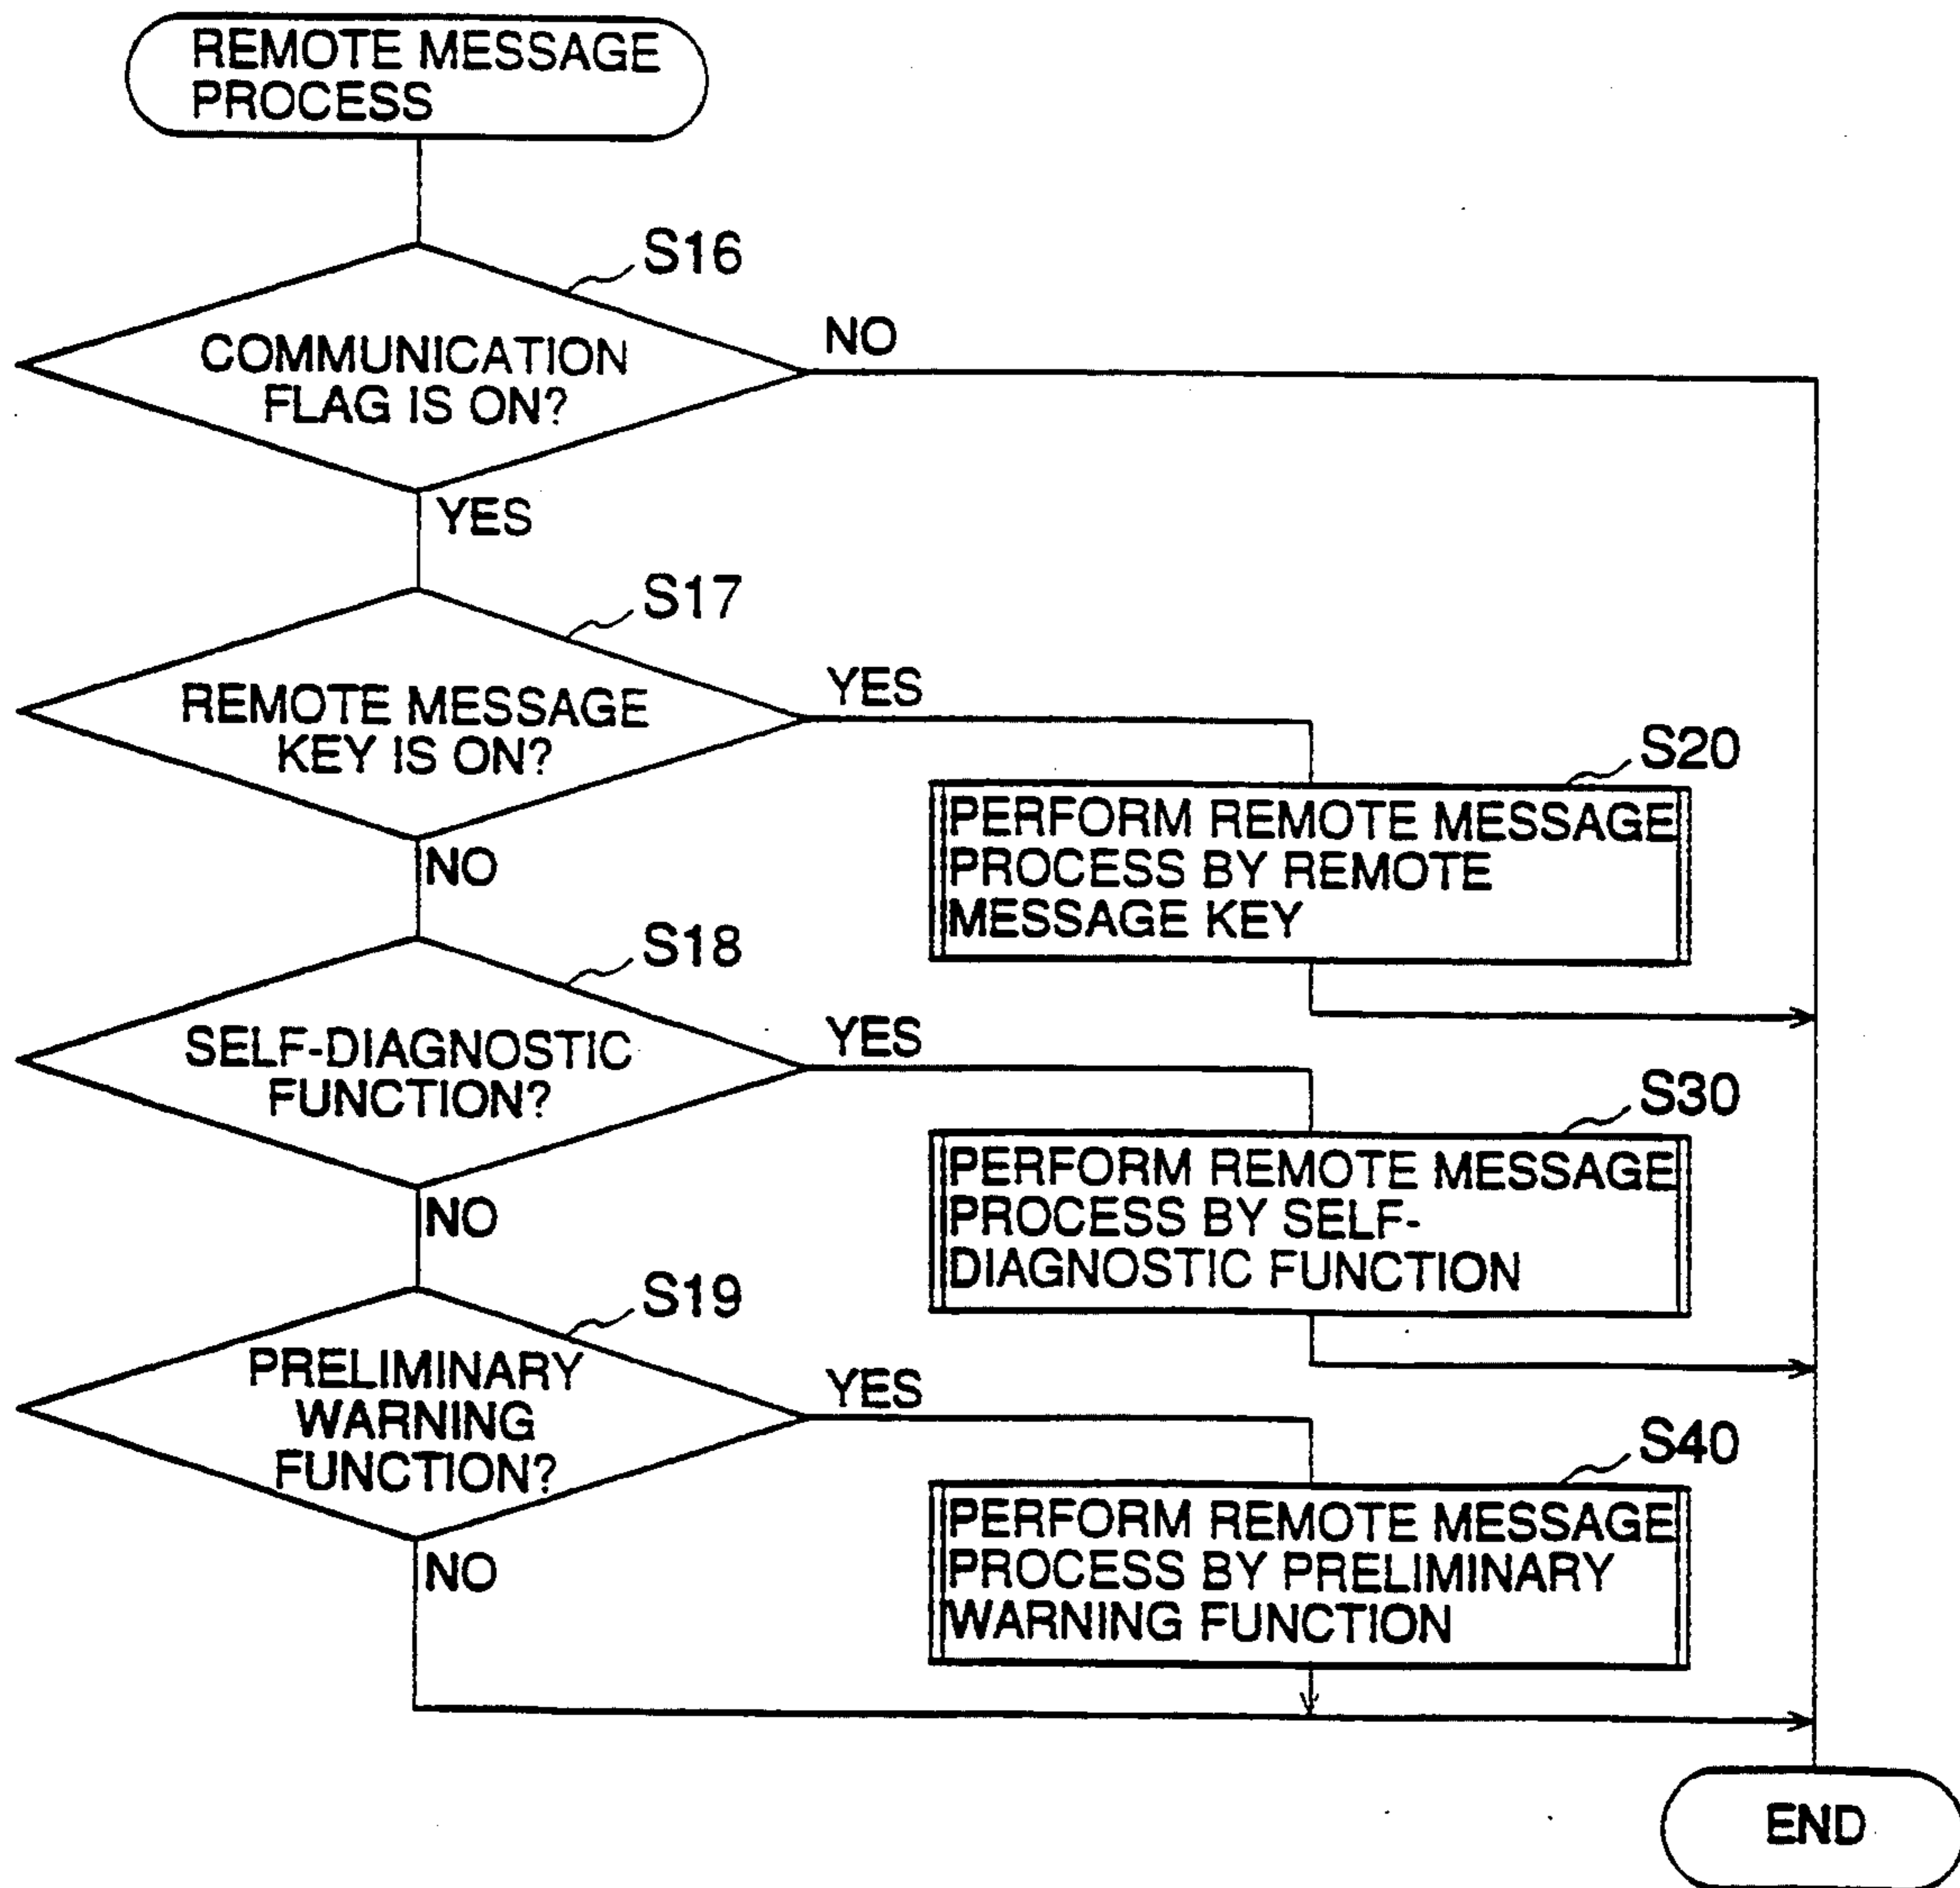 REMOTE MESSAGE
PROCESS
S16
COMMUNICATION
FLAG IS ON?
NO
YES
S17
REMOTE MESSAGE
KEY IS ON?
YES
NO
S20
PERFORM REMOTE MESSAGE
PROCESS BY REMOTE
MESSAGE KEY
S18
SELF-DIAGNOSTIC
FUNCTION?
YES
NO
S30
PERFORM REMOTE MESSAGE
PROCESS BY SELF-
DIAGNOSTIC FUNCTION
S19
PRELIMINARY
WARNING
FUNCTION?
YES
NO
S40
PERFORM REMOTE MESSAGE
PROCESS BY PRELIMINARY
WARNING FUNCTION
END